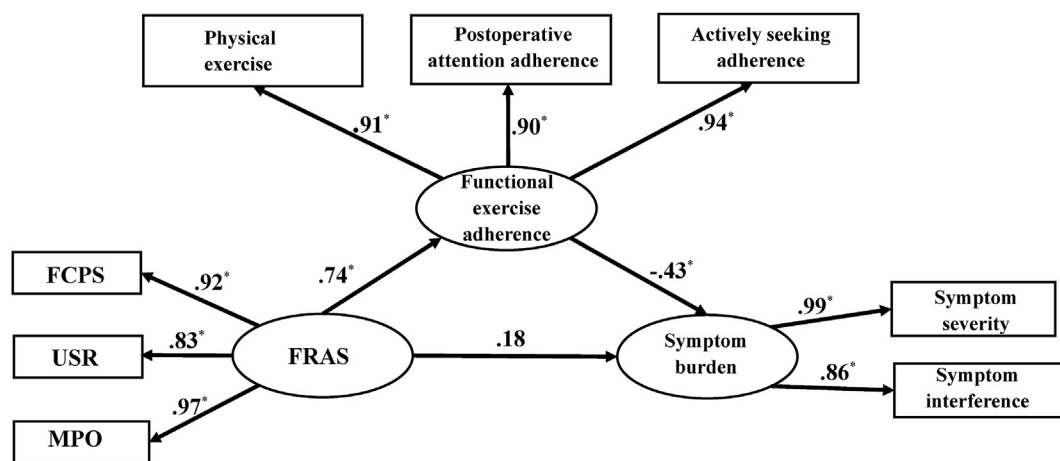 Physical
exercise
Postoperative
attention adherence
Actively seeking
adherence
.91*
.90*
.94*
Functional
exercise
adherence
FCPS
.92*
.74*
-.43*
USR
.83*
FRAS
.18
Symptom
burden
.99*
Symptom
severity
.86*
Symptom
interference
MPO
.97*